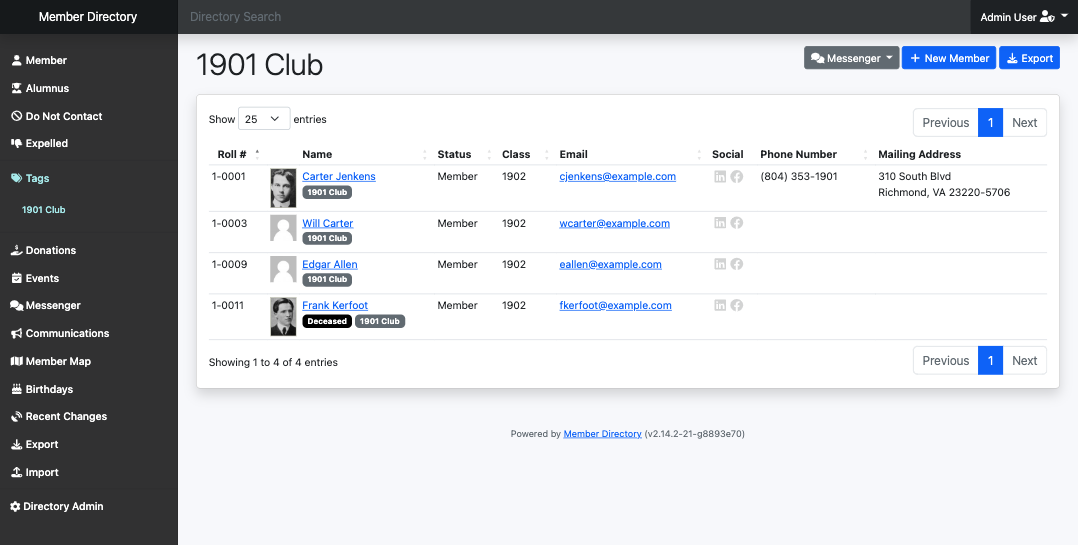 Member Directory
Directory Search
Admin User
Member
Alumnus
Do Not Contact
Expelled
Tags
1901 Club
Donations
Events
Messenger
Communications
Member Map
Birthdays
Recent Changes
Export
Import
Directory Admin
1901 Club
Messenger
New Member
Export
Show 25 entries
Previous 1 Next
Roll # Name Status Class Email Social Phone Number Mailing Address
1-0001 Carter Jenkens Member 1902 cjenkens@example.com (804) 353-1901 310 South Blvd
1901 Club Richmond, VA 23220-5706
1-0003 Will Carter Member 1902 wcarter@example.com
1901 Club
1-0009 Edgar Allen Member 1902 eallen@example.com
1901 Club
1-0011 Frank Kerfoot Member 1902 fkerfoot@example.com
Deceased 1901 Club
Showing 1 to 4 of 4 entries
Previous 1 Next
Powered by Member Directory (v2.14.2-21-g8893e70)